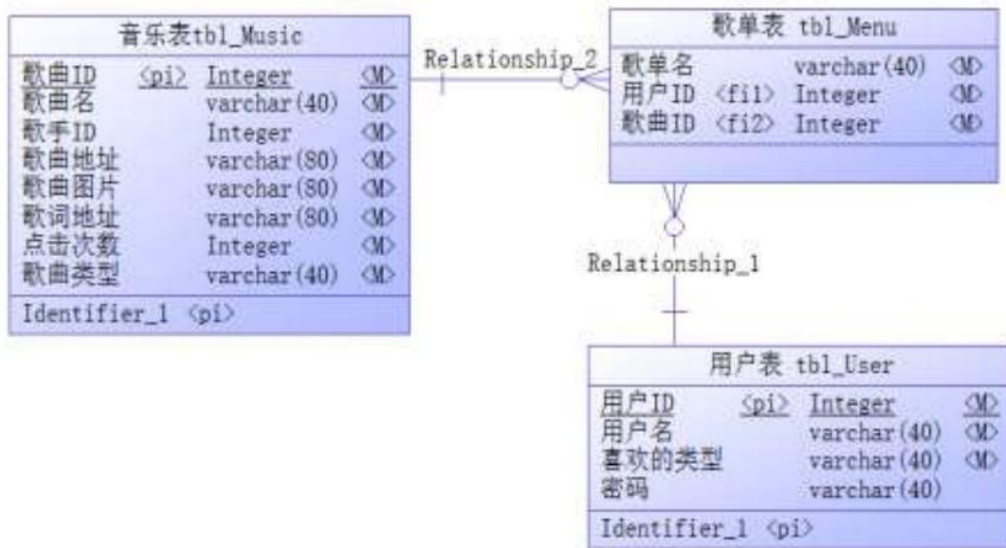 音乐表tbl_Music
歌曲ID <pi> Integer <M>
歌曲名 varchar(40) <M>
歌手ID Integer <M>
歌曲地址 varchar(80) <M>
歌曲图片 varchar(80) <M>
歌词地址 varchar(80) <M>
点击次数 Integer <M>
歌曲类型 varchar(40) <M>
Identifier_1 <pi>
Relationship_2
歌单表 tbl_Menu
歌单名 varchar(40) <M>
用户ID <fi1> Integer <M>
歌曲ID <fi2> Integer <M>
Relationship_1
用户表 tbl_User
用户ID <pi> Integer <M>
用户名 varchar(40) <M>
喜欢的类型 varchar(40) <M>
密码 varchar(40)
Identifier_1 <pi>